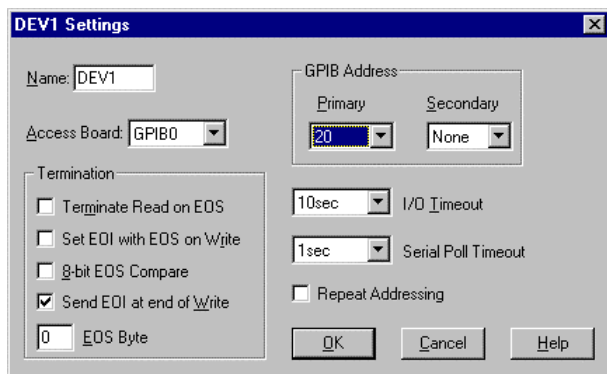 DEV1 Settings
Name: DEV1
Access Board: GPIB0
GPIB Address
Primary Secondary
20 None
Termination
Terminate Read on EOS
Set EOI with EOS on Write
8-bit EOS Compare
Send EOI at end of Write
0 EOS Byte
10sec I/O Timeout
1sec Serial Poll Timeout
Repeat Addressing
OK Cancel Help